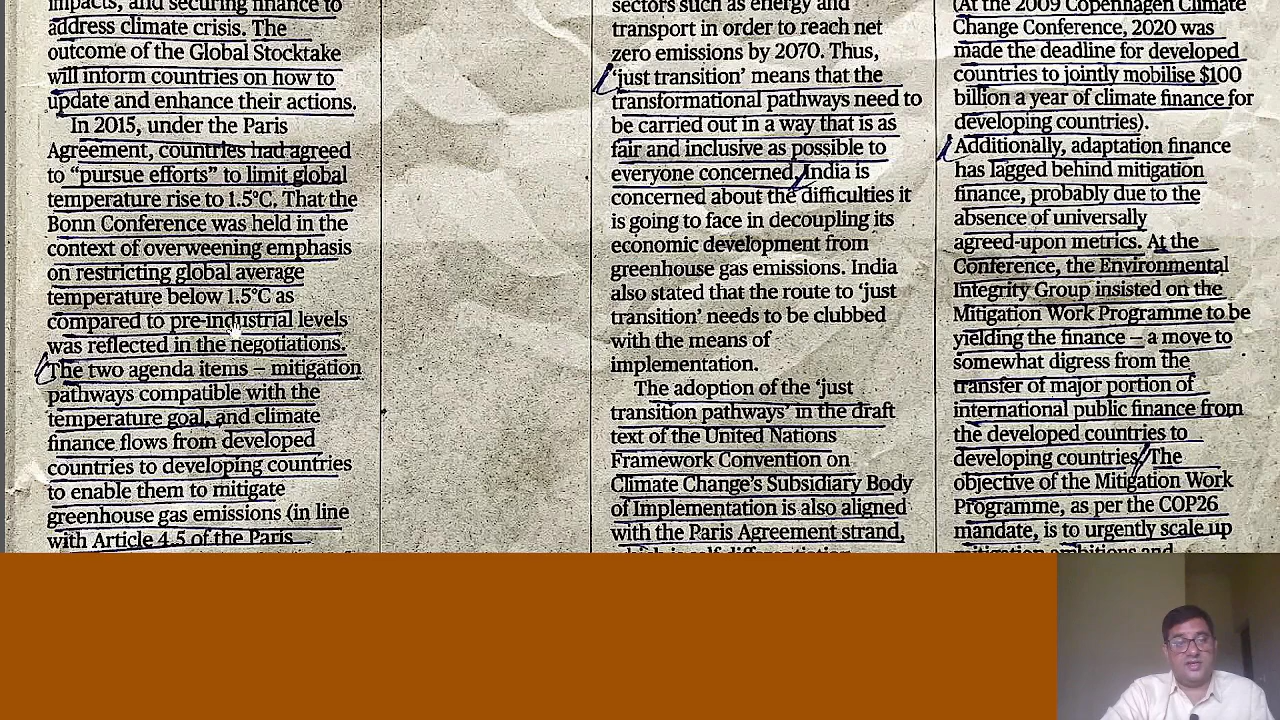 impacts, and securing finance to
address climate crisis. The
outcome of the Global Stocktake
will inform countries on how to
update and enhance their actions.
In 2015, under the Paris
Agreement, countries had agreed
to “pursue efforts” to limit global
temperature rise to 1.5°C. That the
Bonn Conference was held in the
context of overweening emphasis
on restricting global average
temperature below 1.5°C as
compared to pre-industrial levels
was reflected in the negotiations.
The two agenda items – mitigation
pathways compatible with the
temperature goal, and climate
finance flows from developed
countries to developing countries
to enable them to mitigate
greenhouse gas emissions (in line
with Article 4.5 of the Paris
sectors such as energy and
transport in order to reach net
zero emissions by 2070. Thus,
‘just transition’ means that the
transformational pathways need to
be carried out in a way that is as
fair and inclusive as possible to
everyone concerned. India is
concerned about the difficulties it
is going to face in decoupling its
economic development from
greenhouse gas emissions. India
also stated that the route to ‘just
transition’ needs to be clubbed
with the means of
implementation.
The adoption of the ‘just
transition pathways’ in the draft
text of the United Nations
Framework Convention on
Climate Change’s Subsidiary Body
of Implementation is also aligned
with the Paris Agreement strand,
(At the 2009 Copenhagen Climate
Change Conference, 2020 was
made the deadline for developed
countries to jointly mobilise $100
billion a year of climate finance for
developing countries).
Additionally, adaptation finance
has lagged behind mitigation
finance, probably due to the
absence of universally
agreed-upon metrics. At the
Conference, the Environmental
Integrity Group insisted on the
Mitigation Work Programme to be
yielding the finance – a move to
somewhat digress from the
transfer of major portion of
international public finance from
the developed countries to
developing countries. The
objective of the Mitigation Work
Programme, as per the COP26
mandate, is to urgently scale up
mitigation ambitions and